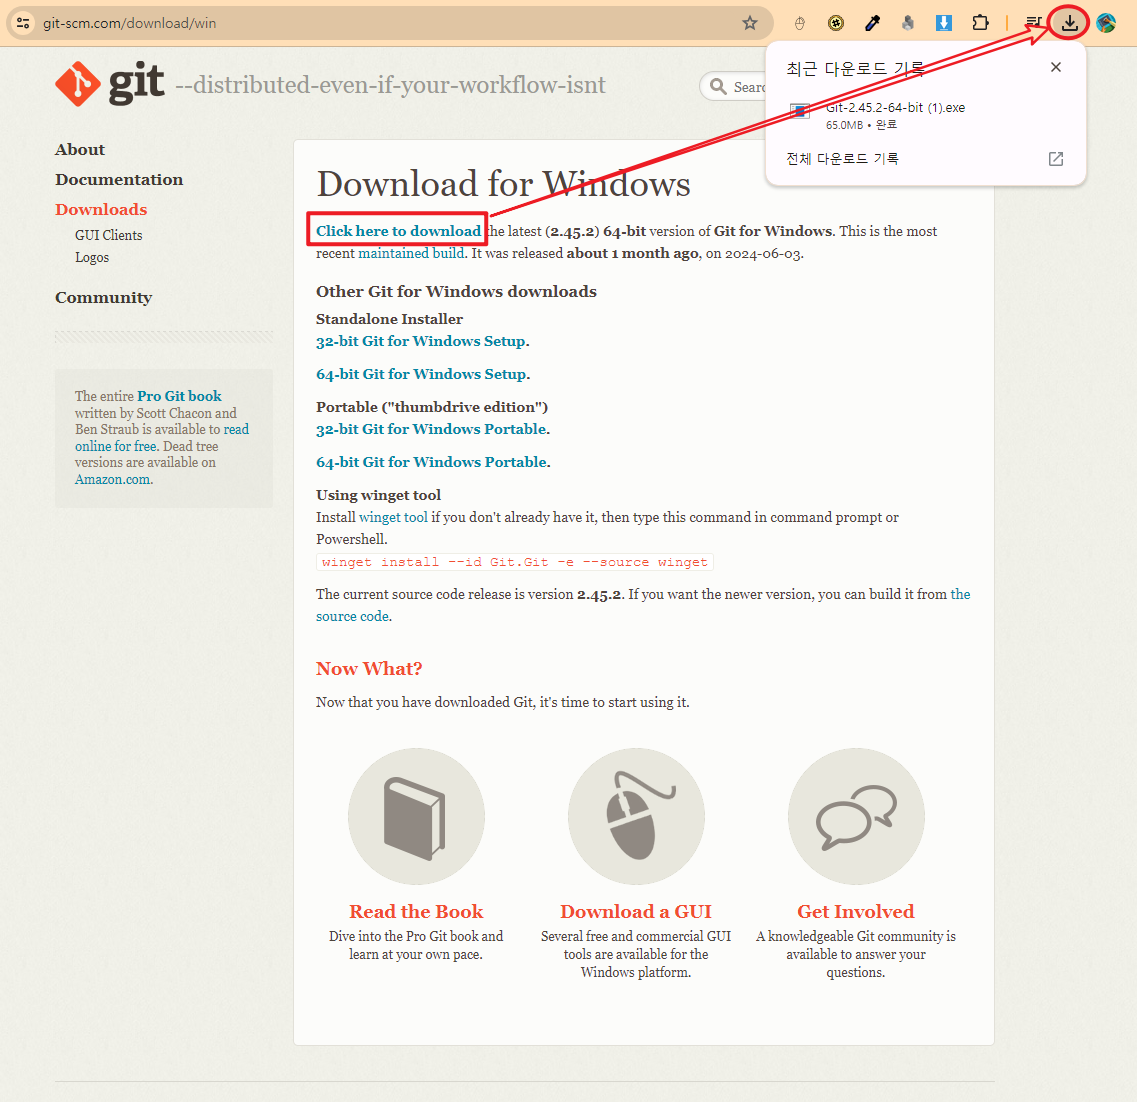 git-scm.com/download/win
git --distributed-even-if-your-workflow-isnt
최근 다운로드 기록
Git-2.45.2-64-bit (1).exe
65.0MB • 완료
전체 다운로드 기록
About
Documentation
Downloads
GUI Clients
Logos
Community
The entire Pro Git book
written by Scott Chacon and
Ben Straub is available to read
online for free. Dead tree
versions are available on
Amazon.com.
Download for Windows
Click here to download the latest (2.45.2) 64-bit version of Git for Windows. This is the most
recent maintained build. It was released about 1 month ago, on 2024-06-03.
Other Git for Windows downloads
Standalone Installer
32-bit Git for Windows Setup.
64-bit Git for Windows Setup.
Portable ("thumbdrive edition")
32-bit Git for Windows Portable.
64-bit Git for Windows Portable.
Using winget tool
Install winget tool if you don't already have it, then type this command in command prompt or
Powershell.
winget install --id Git.Git -e --source winget
The current source code release is version 2.45.2. If you want the newer version, you can build it from the
source code.
Now What?
Now that you have downloaded Git, it's time to start using it.
Read the Book
Dive into the Pro Git book and
learn at your own pace.
Download a GUI
Several free and commercial GUI
tools are available for the
Windows platform.
Get Involved
A knowledgeable Git community is
available to answer your
questions.